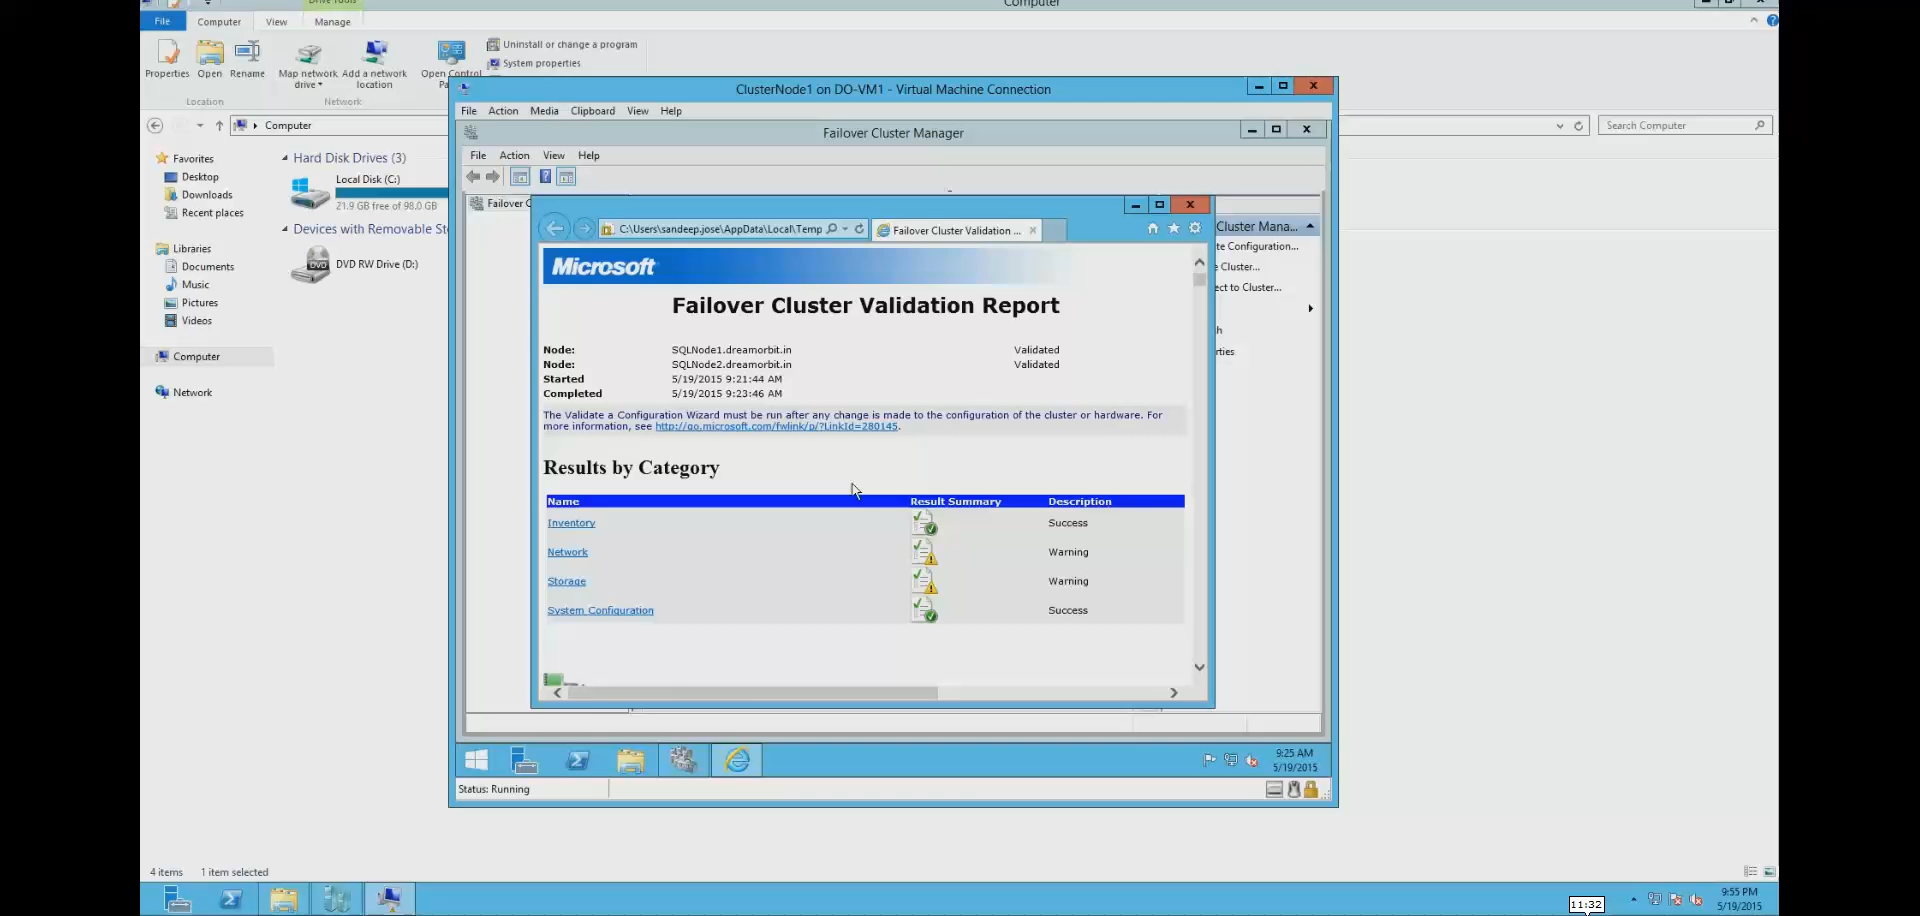 Computer
Drive Tools
File
Computer
View
Manage
Properties
Open
Rename
Map network drive
Add a network location
Open Control
Uninstall or change a program
System properties
Location
Network
Computer
Search Computer
Favorites
Desktop
Downloads
Recent places
Libraries
Documents
Music
Pictures
Videos
Computer
Network
Hard Disk Drives (3)
Local Disk (C:)
21.9 GB free of 98.0 GB
Devices with Removable St
DVD RW Drive (D:)
ClusterNode1 on DO-VM1 - Virtual Machine Connection
File Action Media Clipboard View Help
Failover Cluster Manager
File Action View Help
Failover C
C:\Users\sandeep.jose\AppData\Local\Temp
Failover Cluster Validation ...
Cluster Mana...
te Configuration...
e Cluster...
ect to Cluster...
h
rties
Microsoft
Failover Cluster Validation Report
Node: SQLNode1.dreamorbit.in Validated
Node: SQLNode2.dreamorbit.in Validated
Started 5/19/2015 9:21:44 AM
Completed 5/19/2015 9:23:46 AM
The Validate a Configuration Wizard must be run after any change is made to the configuration of the cluster or hardware. For
more information, see http://go.microsoft.com/fwlink/p/?LinkId=280145.
Results by Category
Name Result Summary Description
Inventory Success
Network Warning
Storage Warning
System Configuration Success
9:25 AM
5/19/2015
Status: Running
4 items 1 item selected
11:32
9:55 PM
5/19/2015